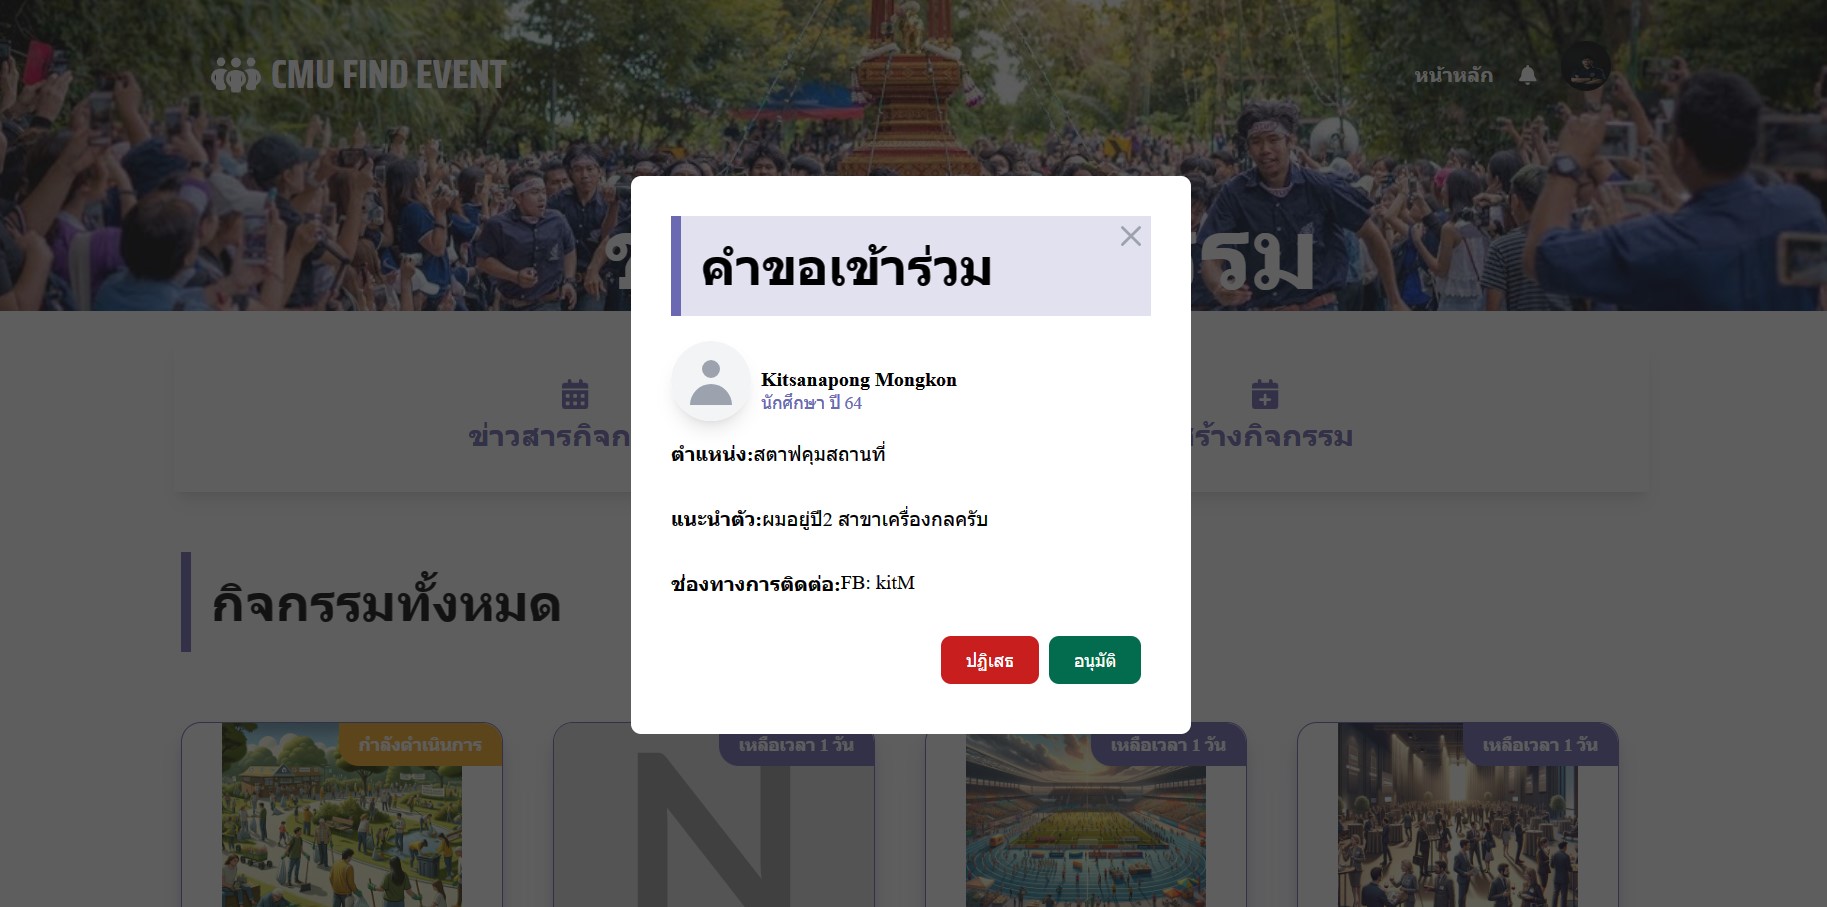 CMU FIND EVENT
หน้าหลัก
รม
คำขอเข้าร่วม
Kitsanapong Mongkon
นักศึกษา ปี 64
ตำแหน่ง:สตาฟคุมสถานที่
แนะนำตัว:ผมอยู่ปี2 สาขาเครื่องกลครับ
ช่องทางการติดต่อ:FB: kitM
ปฏิเสธ
อนุมัติ
ข่าวสารกิจก
ร้างกิจกรรม
กิจกรรมทั้งหมด
กำลังดำเนินการ
เหลือเวลา 1 วัน
เหลือเวลา 1 วัน
เหลือเวลา 1 วัน
N